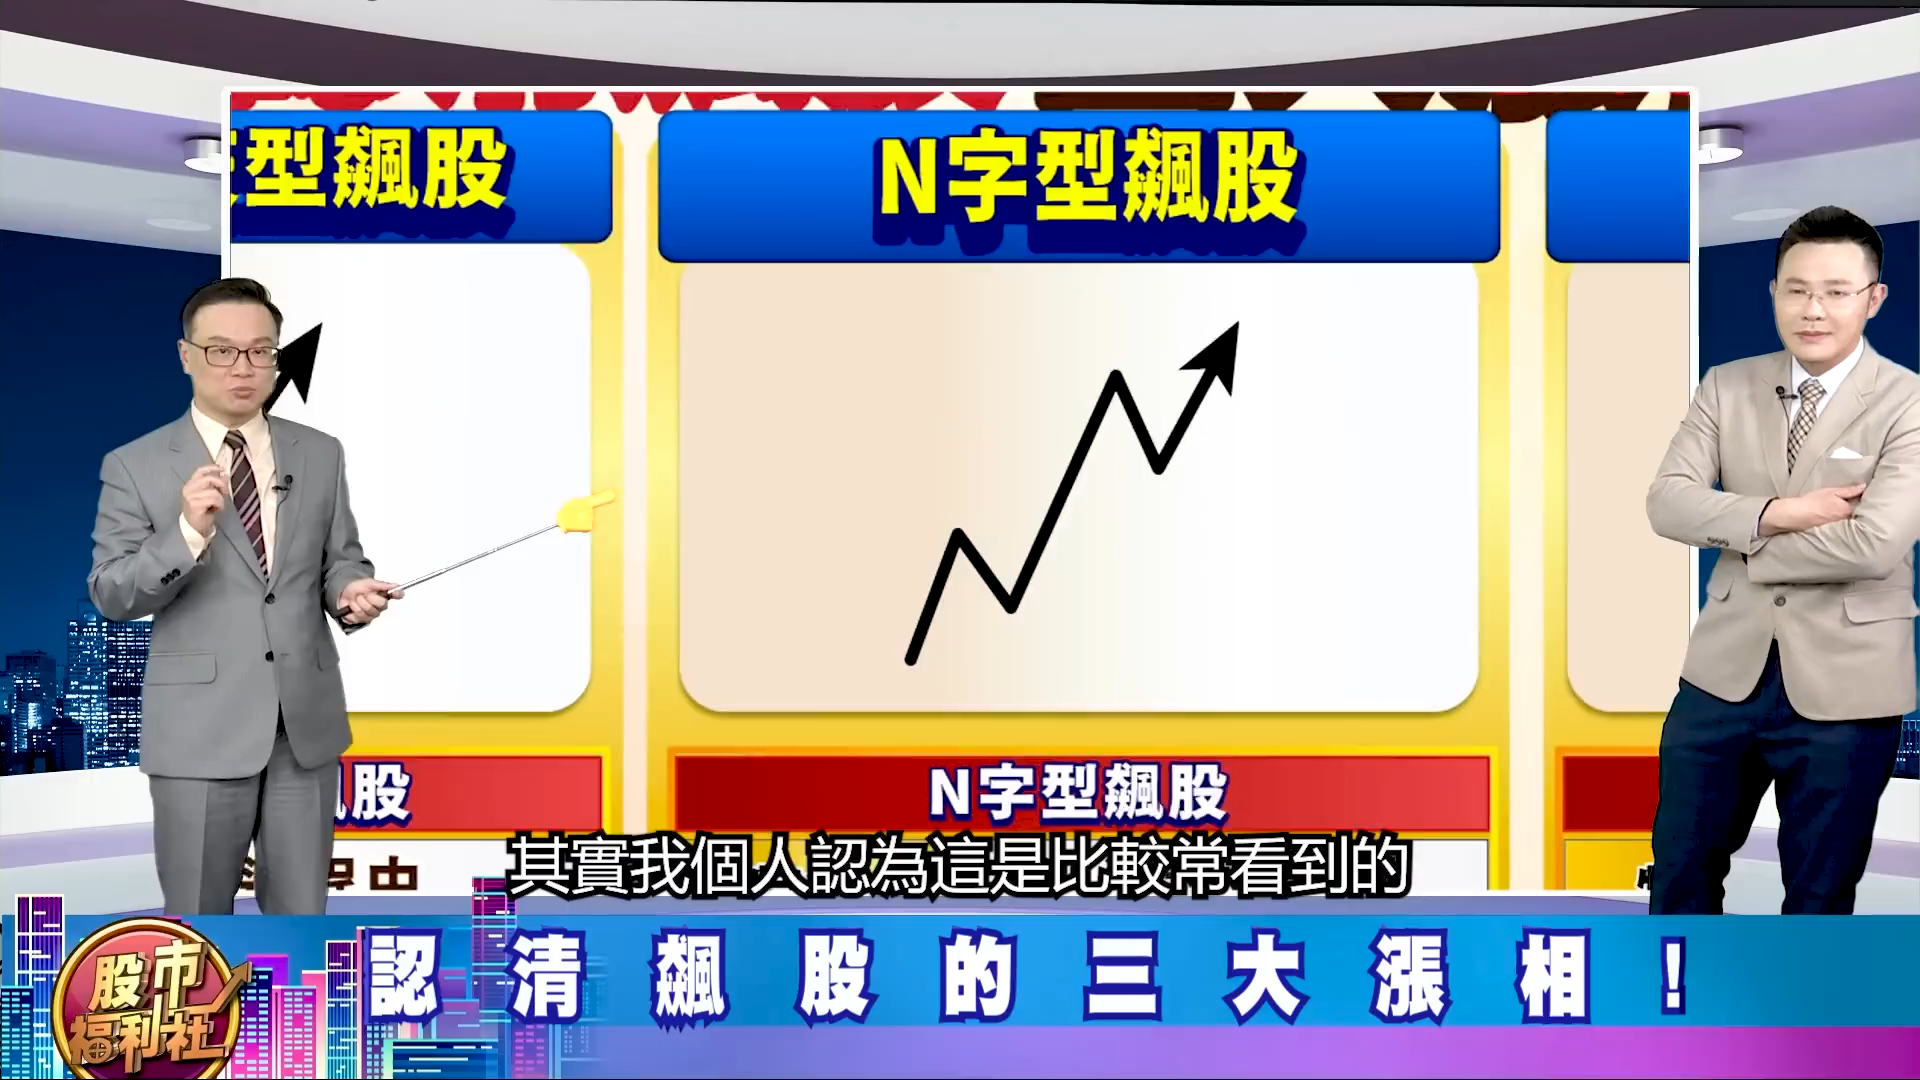 型飆股
N字型飆股
股
N字型飆股
其實我個人認為這是比較常看到的
認清飆股的三大漲相！
股市
福利社